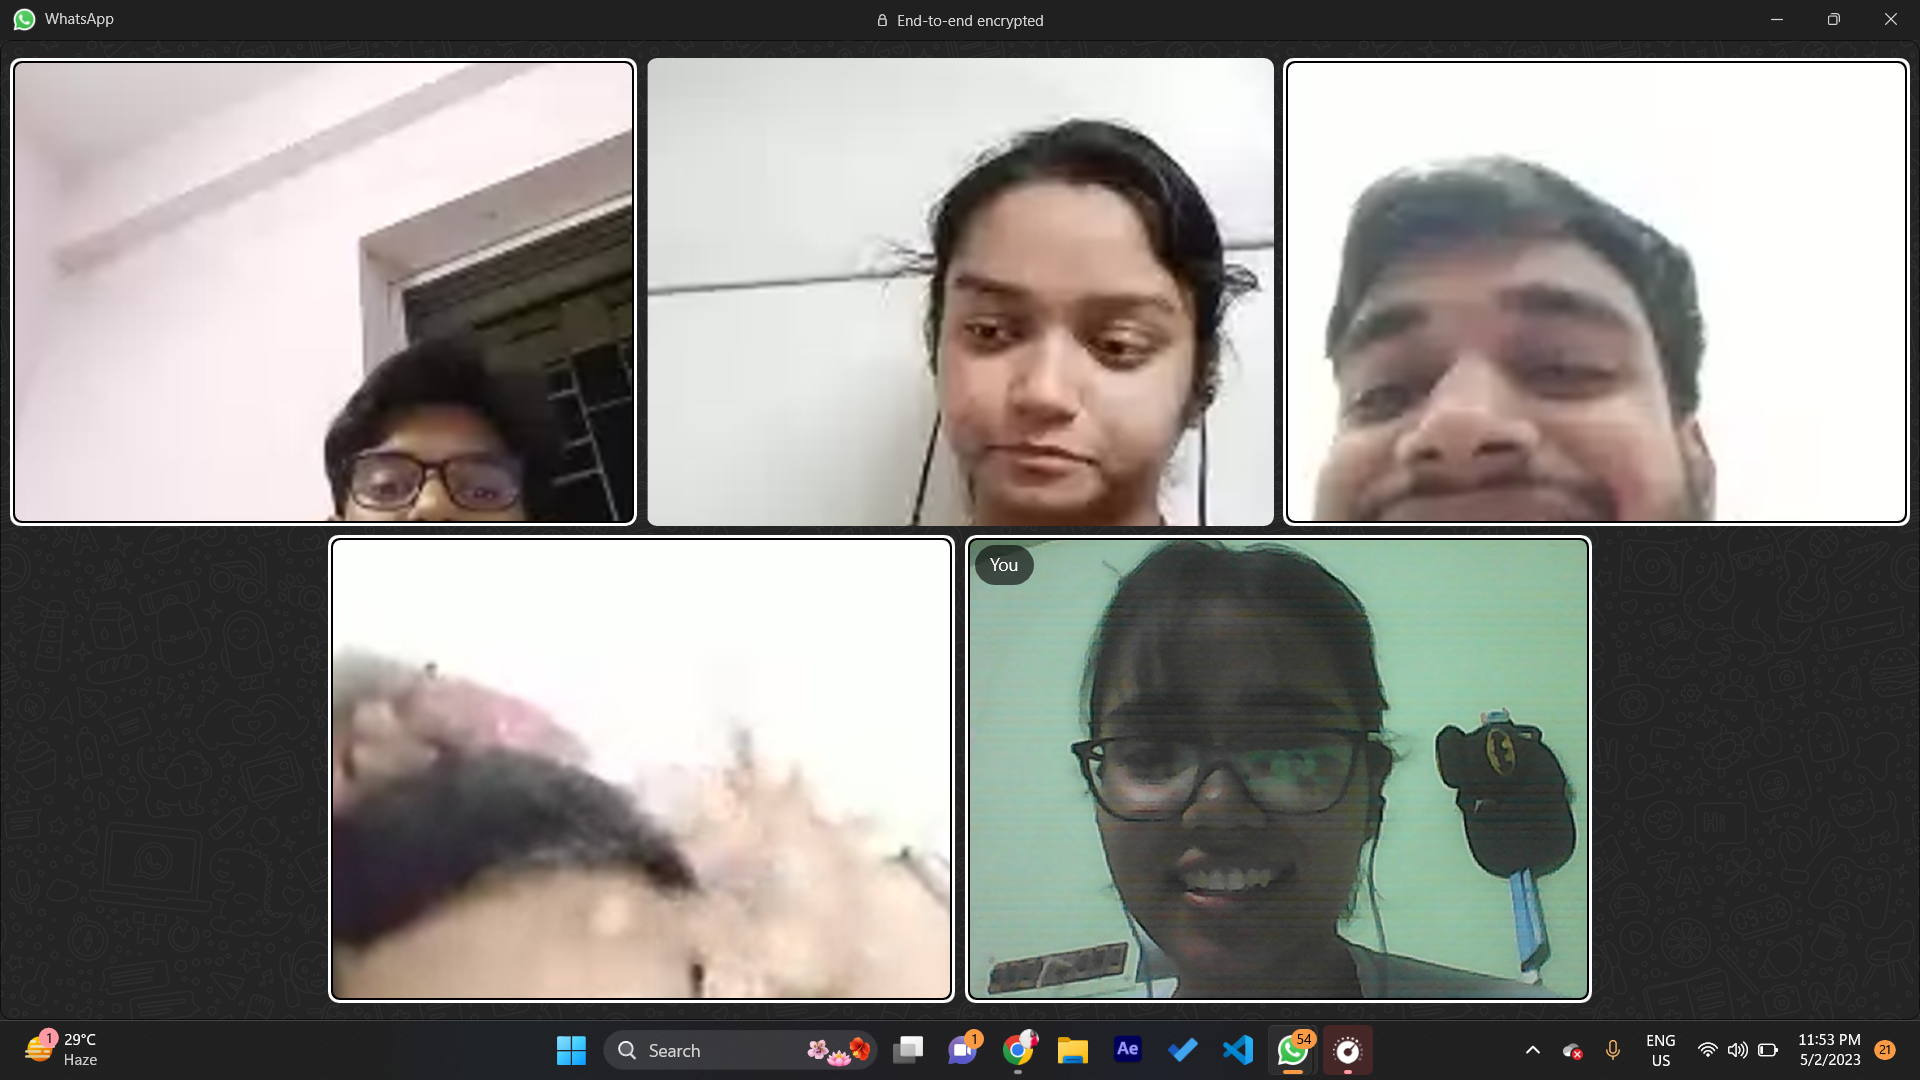 WhatsApp
End-to-end encrypted
You
1
29°C
Haze
Search
1
Ae
54
ENG
US
11:53 PM
5/2/2023
21